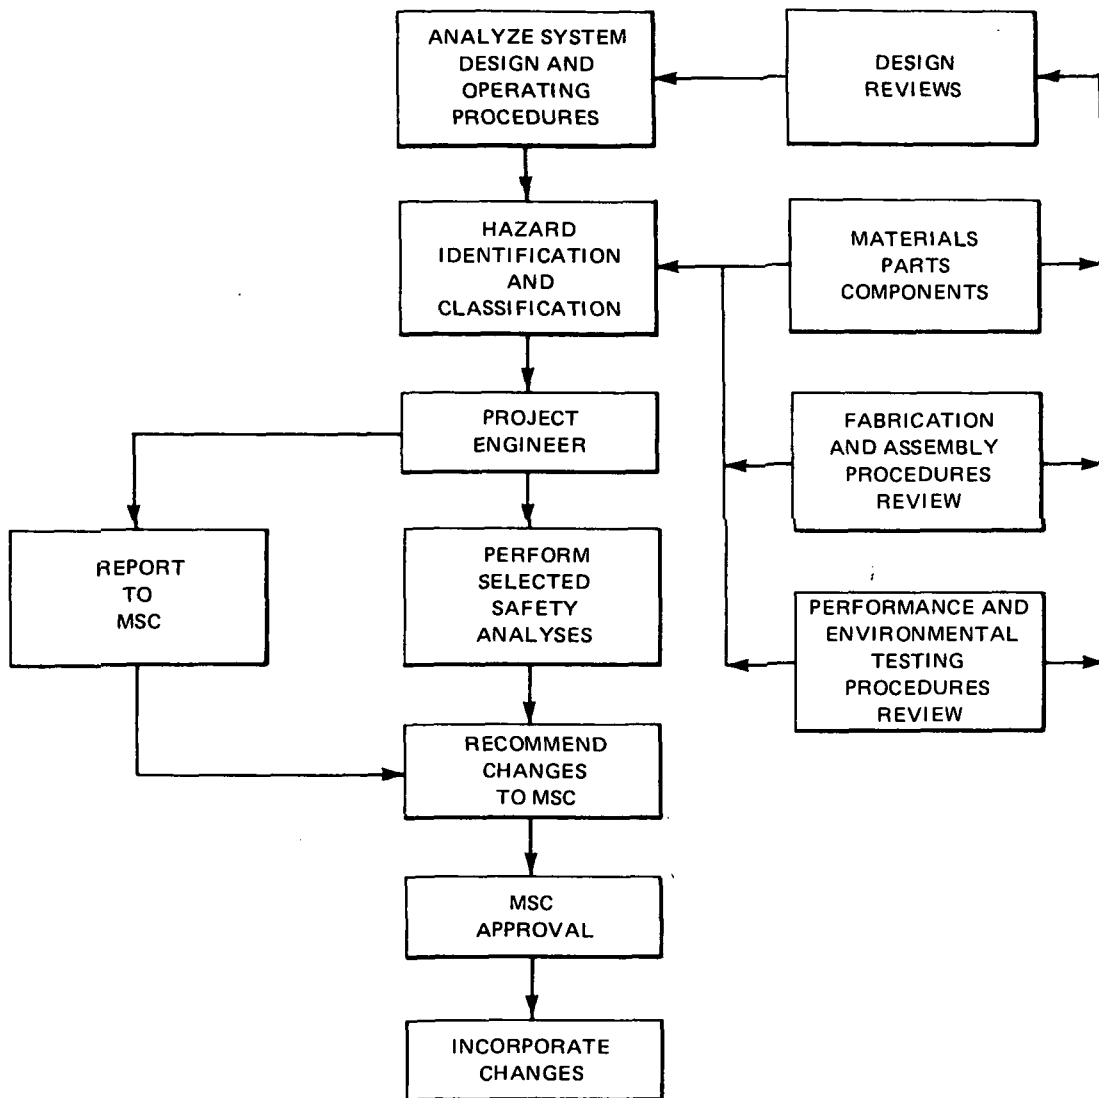 ANALYZE SYSTEM
DESIGN AND
OPERATING
PROCEDURES
DESIGN
REVIEWS
HAZARD
IDENTIFICATION
AND
CLASSIFICATION
MATERIALS
PARTS
COMPONENTS
PROJECT
ENGINEER
FABRICATION
AND ASSEMBLY
PROCEDURES
REVIEW
REPORT
TO
MSC
PERFORM
SELECTED
SAFETY
ANALYSES
PERFORMANCE AND
ENVIRONMENTAL
TESTING
PROCEDURES
REVIEW
RECOMMEND
CHANGES
TO MSC
MSC
APPROVAL
INCORPORATE
CHANGES